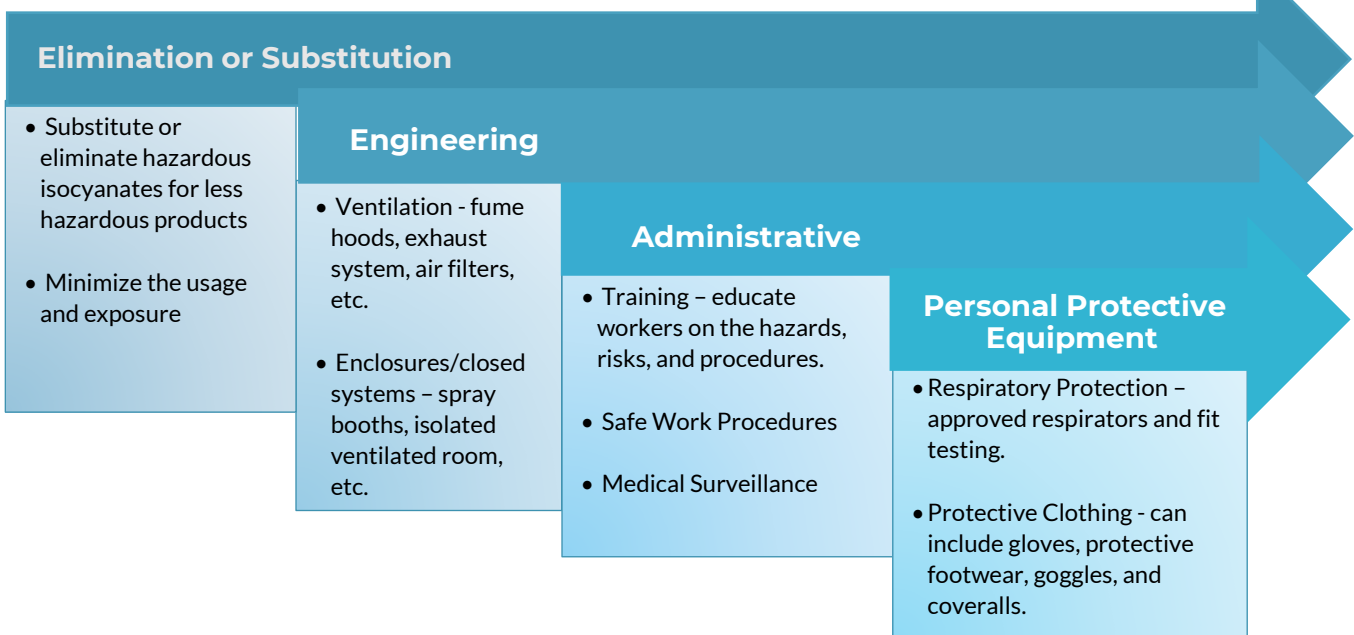 Elimination or Substitution
• Substitute or
eliminate hazardous
isocyanates for less
hazardous products
• Minimize the usage
and exposure
Engineering
• Ventilation - fume
hoods, exhaust
system, air filters,
etc.
• Enclosures/closed
systems – spray
booths, isolated
ventilated room,
etc.
Administrative
• Training – educate
workers on the hazards,
risks, and procedures.
• Safe Work Procedures
• Medical Surveillance
Personal Protective
Equipment
• Respiratory Protection –
approved respirators and fit
testing.
• Protective Clothing - can
include gloves, protective
footwear, goggles, and
coveralls.